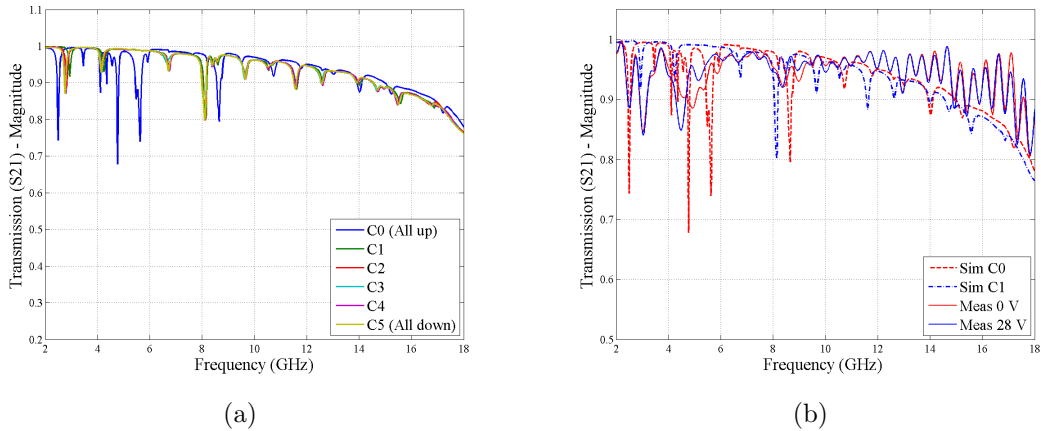 1.1
1
0.9
0.8
0.7
0.6
0.5
0.4
0.3
0.2
Transmission (S21) - Magnitude
2 4 6 8 10 12 14 16 18
Frequency (GHz)
C0 (All up)
C1
C2
C3
C4
C5 (All down)
(a)
1
0.9
0.8
0.7
0.6
0.5
Transmission (S21) - Magnitude
2 4 6 8 10 12 14 16 18
Frequency (GHz)
Sim C0
Sim C1
Meas 0 V
Meas 28 V
(b)